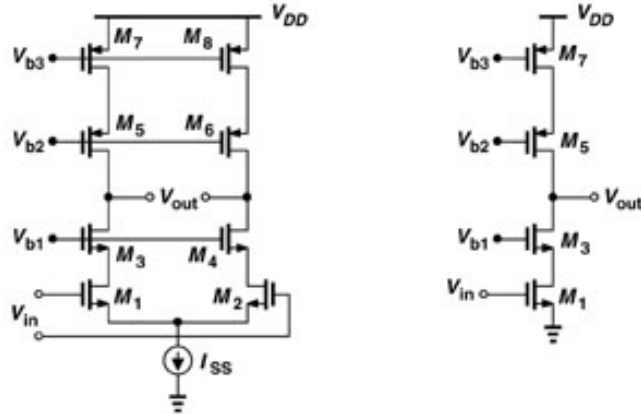 V_DD
M_7 M_8
V_b3
M_5 M_6
V_b2
V_out
V_b1
M_3 M_4
M_1 M_2
V_in
I_SS
V_DD
M_7
V_b3
M_5
V_b2
V_out
V_b1
M_3
V_in
M_1